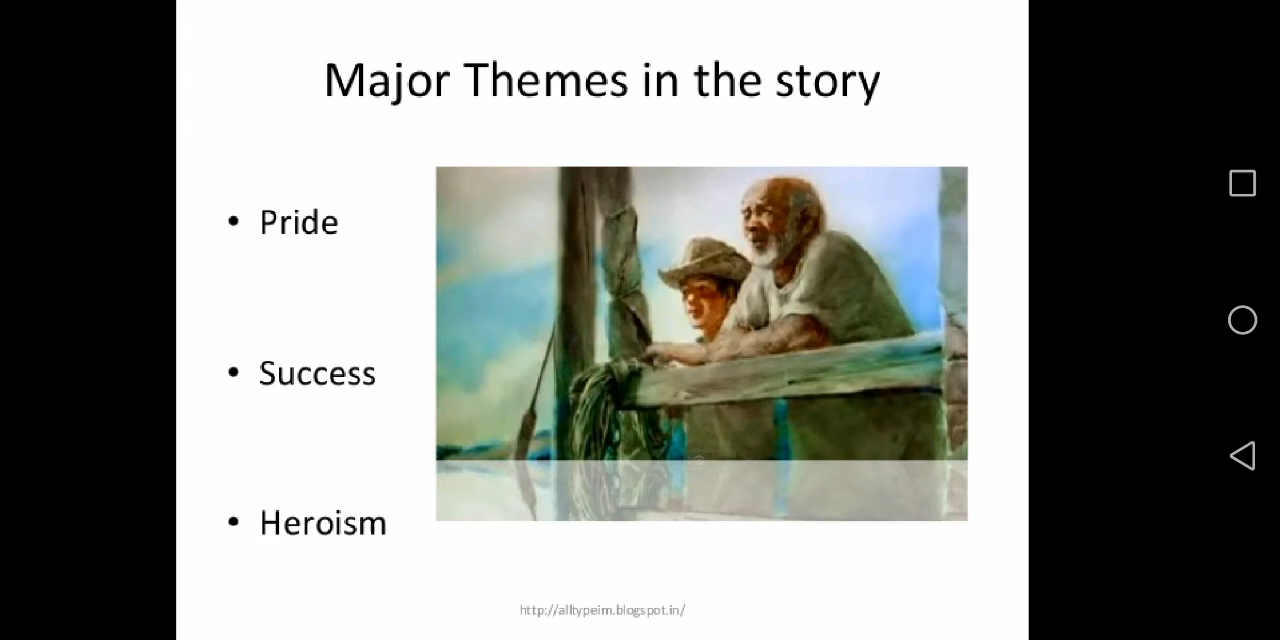 Major Themes in the story
• Pride
• Success
• Heroism
http://alltypeim.blogspot.in/